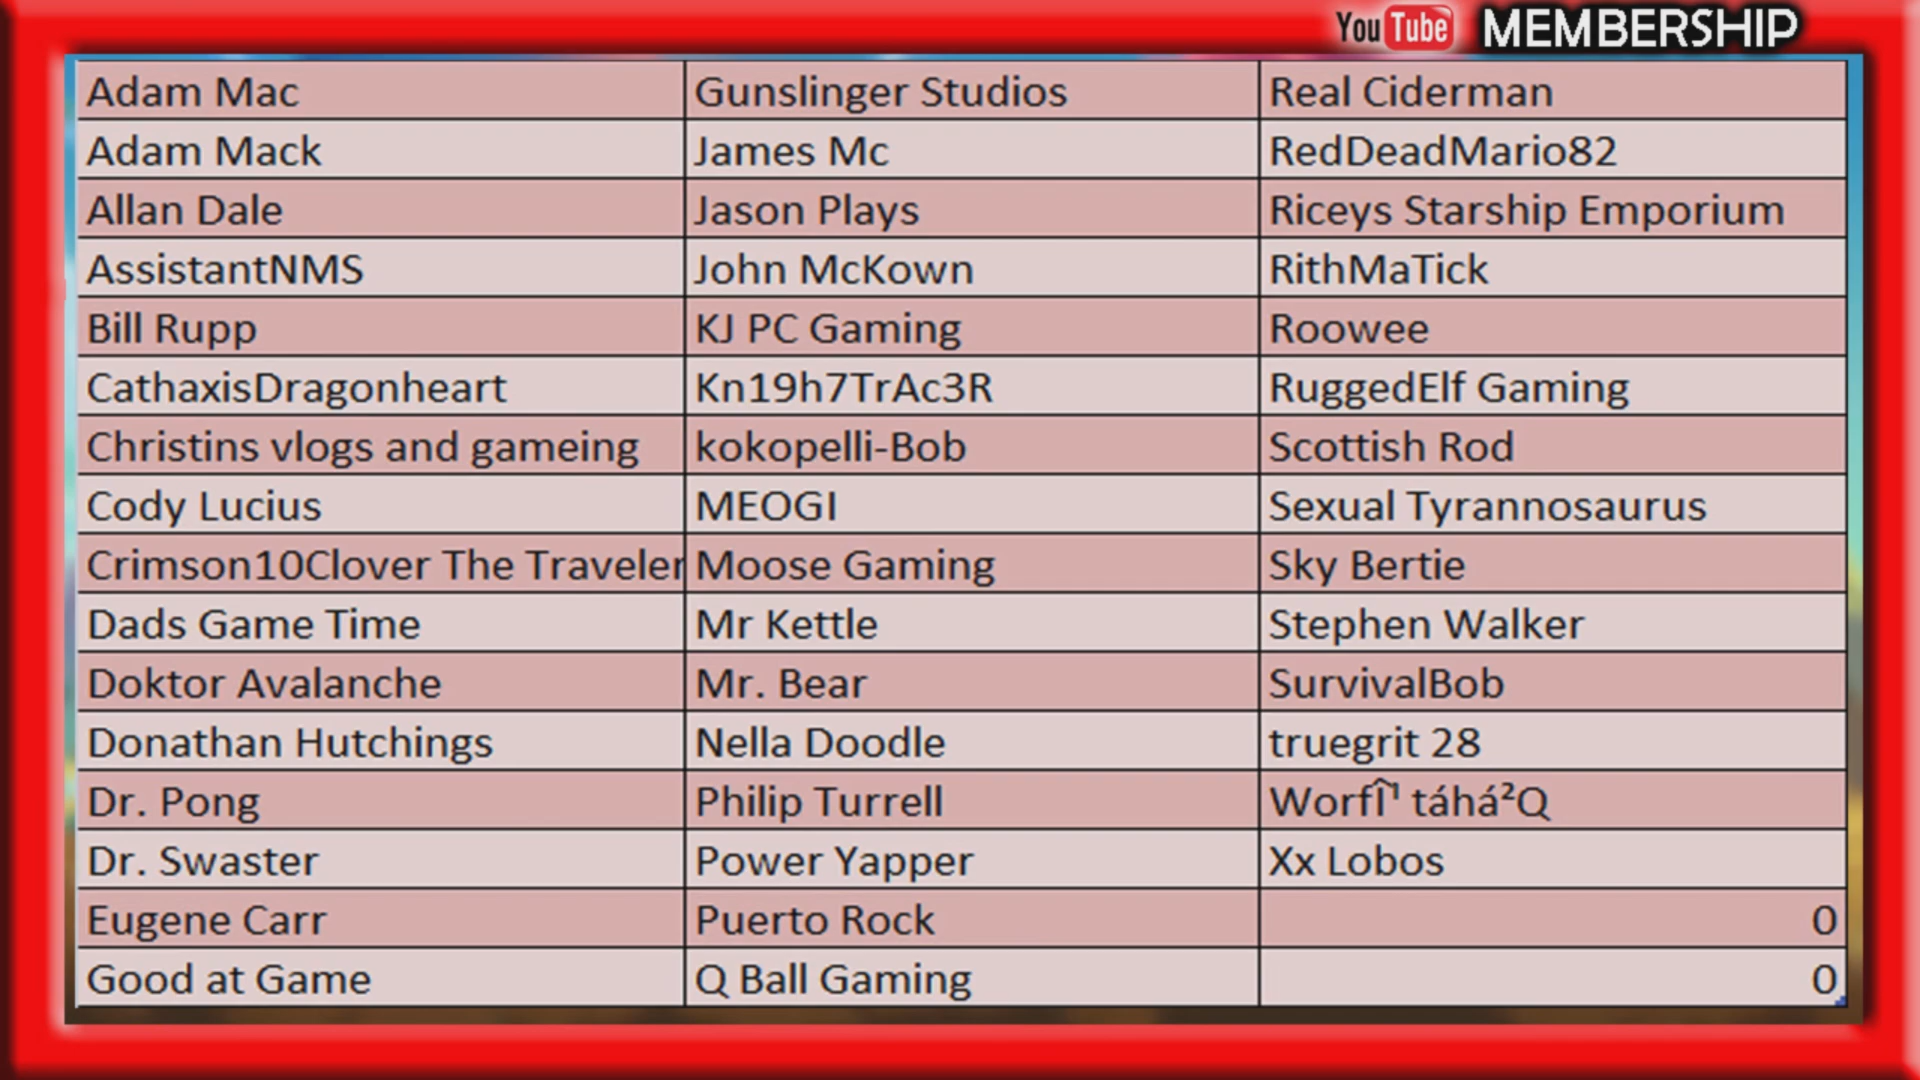 YouTube MEMBERSHIP
Adam Mac Gunslinger Studios Real Ciderman
Adam Mack James Mc RedDeadMario82
Allan Dale Jason Plays Riceys Starship Emporium
AssistantNMS John McKown RithMaTick
Bill Rupp KJ PC Gaming Roowee
CathaxisDragonheart Kn19h7TrAc3R RuggedElf Gaming
Christins vlogs and gameing kokopelli-Bob Scottish Rod
Cody Lucius MEOGI Sexual Tyrannosaurus
Crimson10Clover The Traveler Moose Gaming Sky Bertie
Dads Game Time Mr Kettle Stephen Walker
Doktor Avalanche Mr. Bear SurvivalBob
Donathan Hutchings Nella Doodle truegrit 28
Dr. Pong Philip Turrell WorfÎ¹ táhá²Q
Dr. Swaster Power Yapper Xx Lobos
Eugene Carr Puerto Rock 0
Good at Game Q Ball Gaming 0